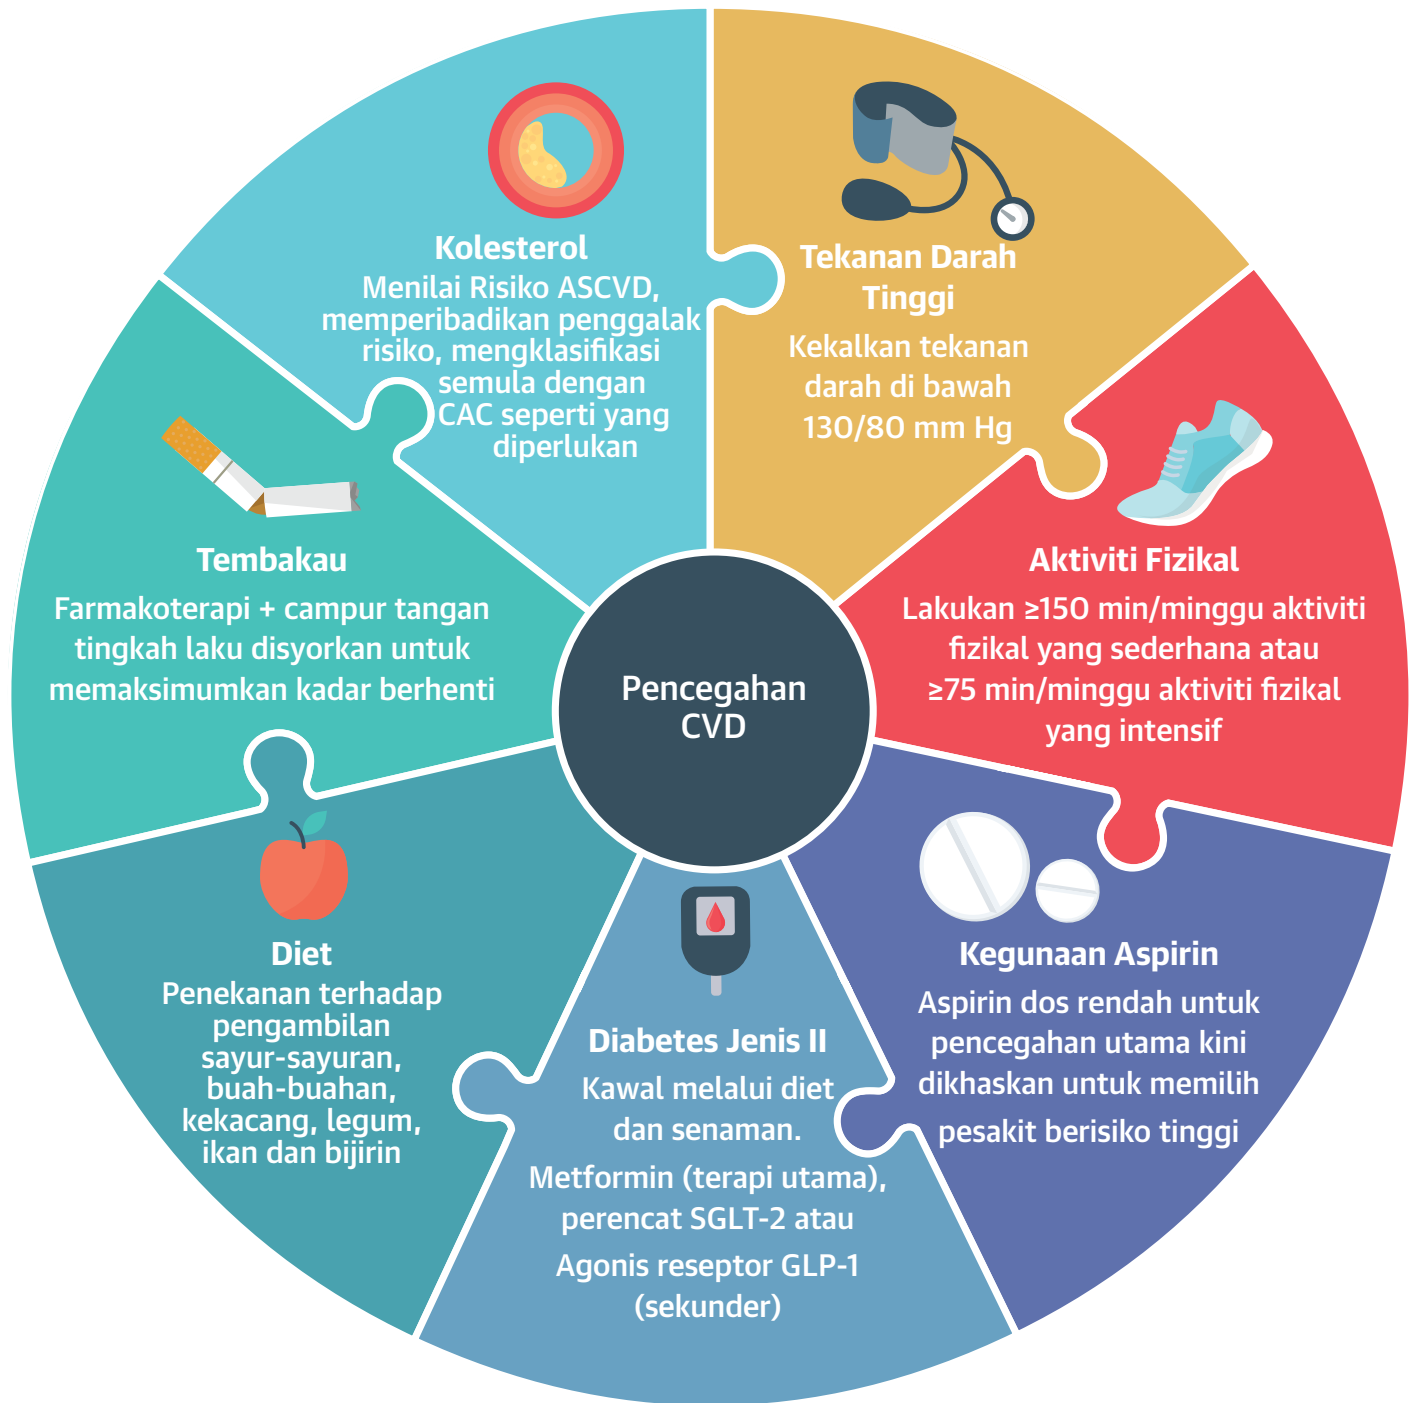 Kolesterol
Menilai Risiko ASCVD,
memperibadikan penggalak
risiko, mengklasifikasi
semula dengan
CAC seperti yang
diperlukan
Tekanan Darah
Tinggi
Kekalkan tekanan
darah di bawah
130/80 mm Hg
Aktiviti Fizikal
Lakukan ≥150 min/minggu aktiviti
fizikal yang sederhana atau
≥75 min/minggu aktiviti fizikal
yang intensif
Kegunaan Aspirin
Aspirin dos rendah untuk
pencegahan utama kini
dikhaskan untuk memilih
pesakit berisiko tinggi
Diabetes Jenis II
Kawal melalui diet
dan senaman.
Metformin (terapi utama),
perencat SGLT-2 atau
Agonis reseptor GLP-1
(sekunder)
Diet
Penekanan terhadap
pengambilan
sayur-sayuran,
buah-buahan,
kekacang, legum,
ikan dan bijirin
Tembakau
Farmakoterapi + campur tangan
tingkah laku disyorkan untuk
memaksimumkan kadar berhenti
Pencegahan
CVD